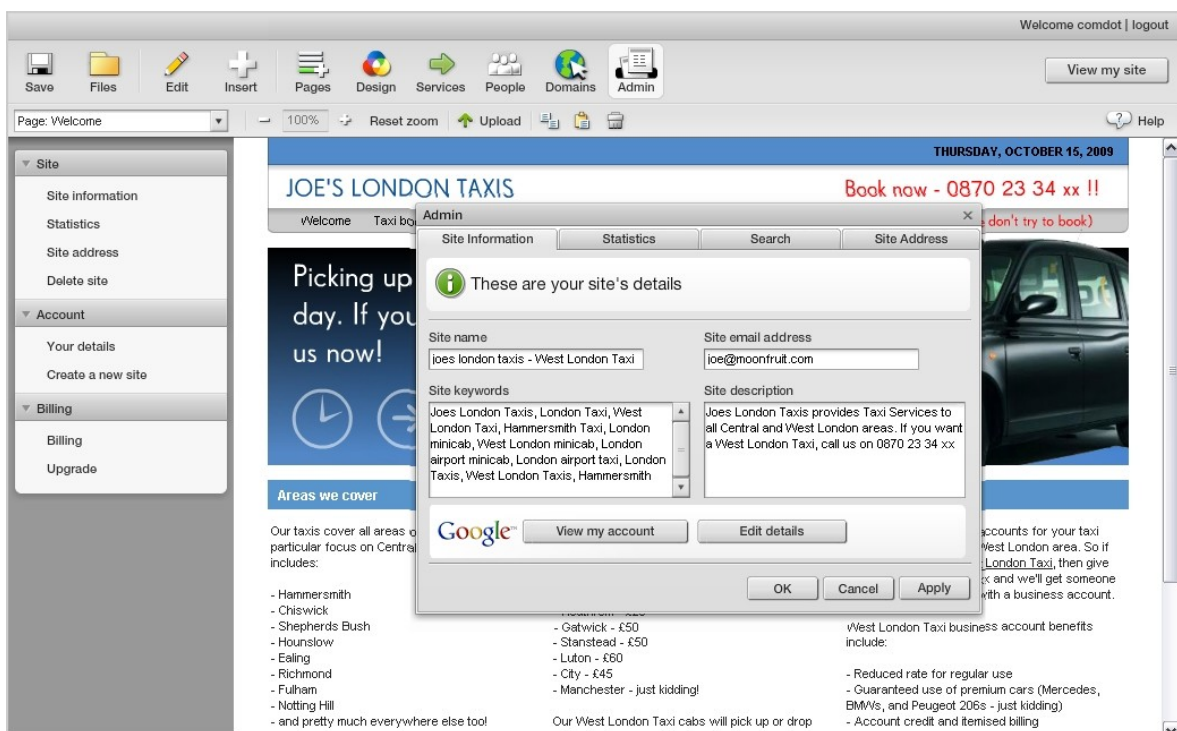 Welcome comdot | logout
Save
Files
Edit
Insert
Pages
Design
Services
People
Domains
Admin
View my site
Page: Welcome
100%
Reset zoom
Upload
Help
Site
Site information
Statistics
Site address
Delete site
Account
Your details
Create a new site
Billing
Billing
Upgrade
THURSDAY, OCTOBER 15, 2009
JOE'S LONDON TAXIS
Book now - 0870 23 34 xx !!
Welcome Taxi
don't try to book)
Picking up
day. If you
us now!
Admin
Site Information
Statistics
Search
Site Address
These are your site's details
Site name
joes london taxis - West London Taxi
Site email address
joe@moonfruit.com
Site keywords
Joes London Taxis, London Taxi, West
London Taxi, Hammersmith Taxi, London
minicab, West London minicab, London
airport minicab, London airport taxi, London
Taxis, West London Taxis, Hammersmith
Site description
Joes London Taxis provides Taxi Services to
all Central and West London areas. If you want
a West London Taxi, call us on 0870 23 34 xx
Google™
View my account
Edit details
OK
Cancel
Apply
Areas we cover
Our taxis cover all areas
particular focus on Central
includes:
- Hammersmith
- Chiswick
- Shepherds Bush
- Hounslow
- Ealing
- Richmond
- Fulham
- Notting Hill
- and pretty much everywhere else too!
- Gatwick - £50
- Stanstead - £50
- Luton - £60
- City - £45
- Manchester - just kidding!
Our West London Taxi cabs will pick up or drop
accounts for your taxi
West London area. So if
London Taxi, then give
and we'll get someone
with a business account.
West London Taxi business account benefits
include:
- Reduced rate for regular use
- Guaranteed use of premium cars (Mercedes,
BMWs, and Peugeot 206s - just kidding)
- Account credit and itemised billing